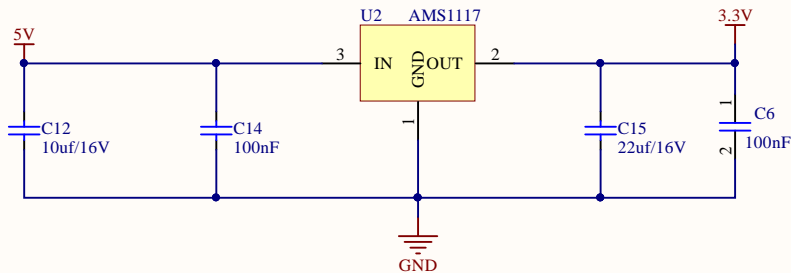 U2 AMS1117
5V
3.3V
3
IN
GND
OUT
2
1
C12
10uf/16V
C14
100nF
1
C15
22uf/16V
1
C6
100nF
2
GND